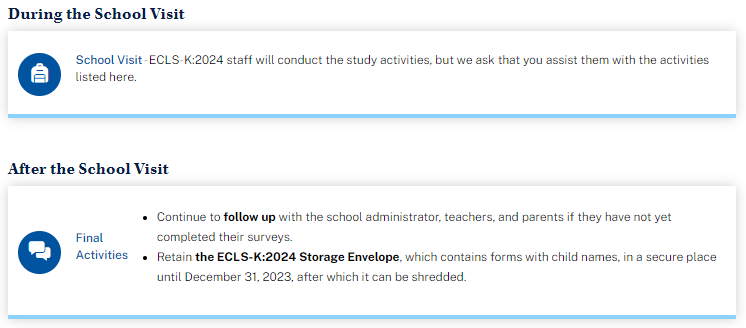 During the School Visit
School Visit - ECLS-K:2024 staff will conduct the study activities, but we ask that you assist them with the activities
listed here.
After the School Visit
Final
Activities
• Continue to follow up with the school administrator, teachers, and parents if they have not yet
completed their surveys.
• Retain the ECLS-K:2024 Storage Envelope, which contains forms with child names, in a secure place
until December 31, 2023, after which it can be shredded.